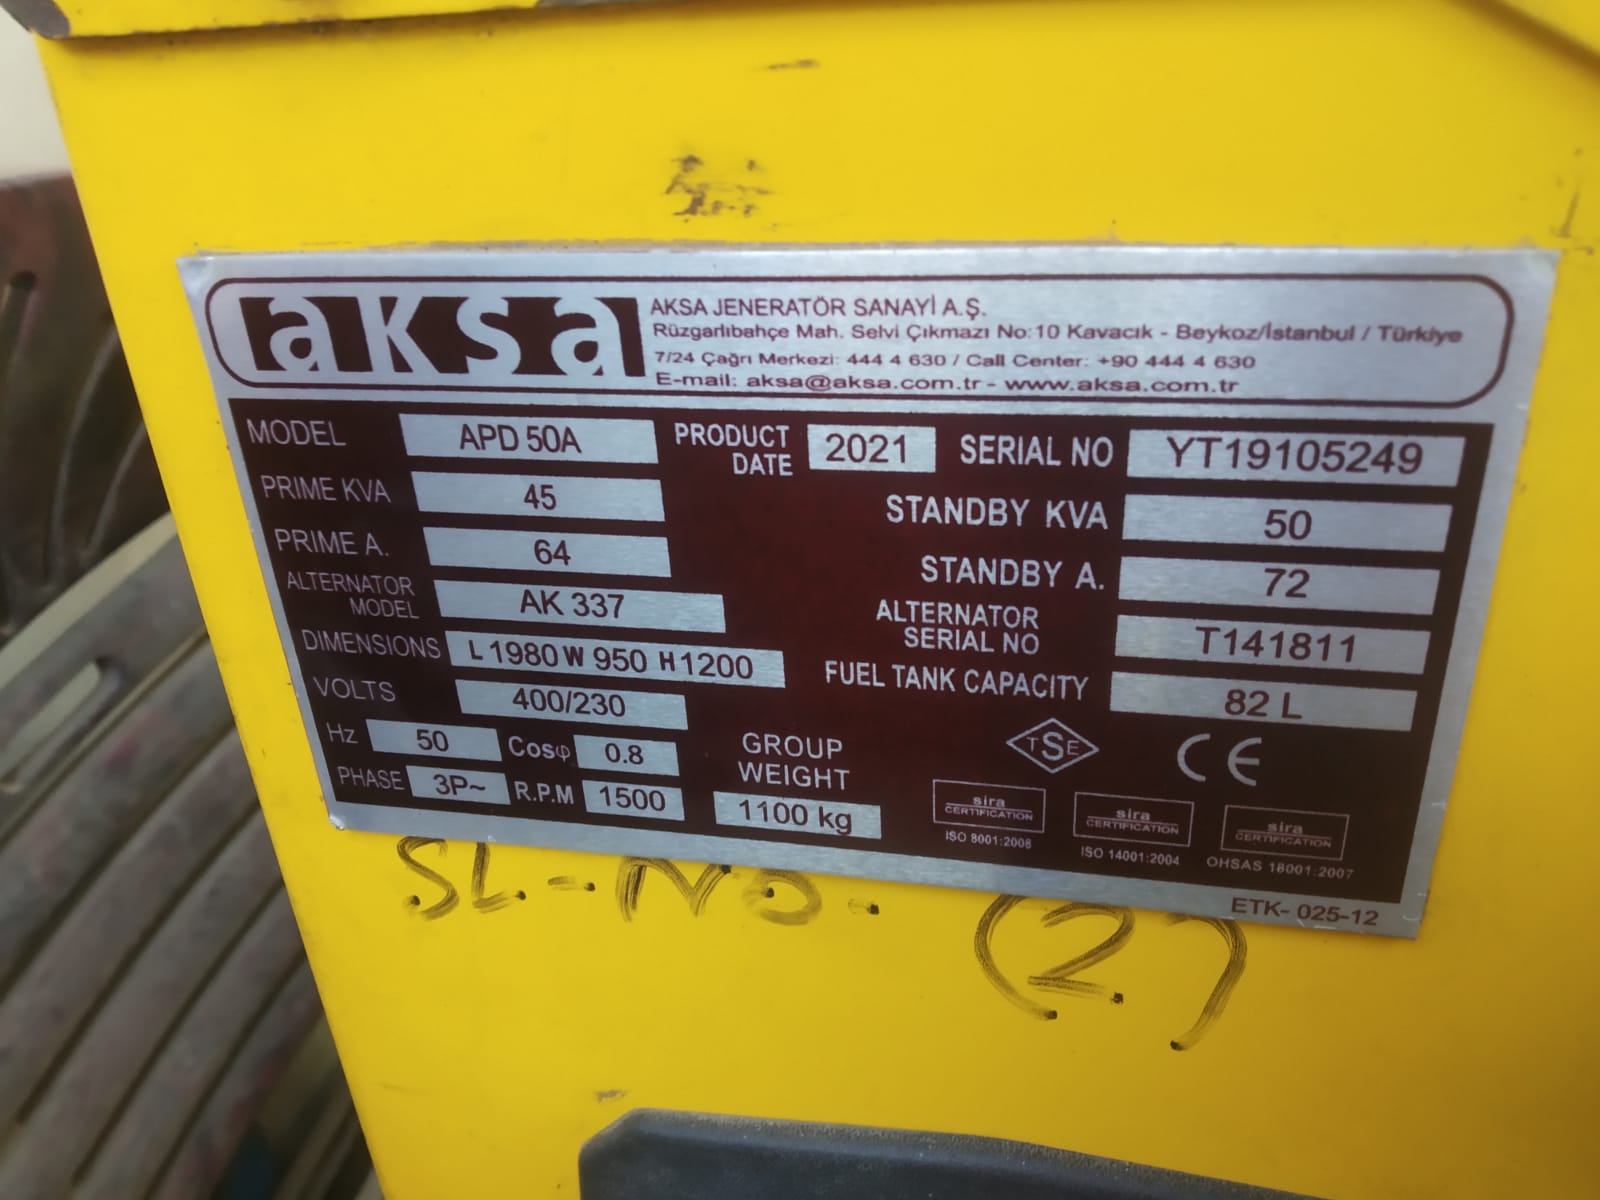 aksa
AKSA JENERATÖR SANAYİ A.Ş.
Rüzgarlıbahçe Mah. Selvi Çıkmazı No:10 Kavacık - Beykoz/İstanbul / Türkiye
7/24 Çağrı Merkezi: 444 4 630 / Call Center: +90 444 4 630
E-mail: aksa@aksa.com.tr - www.aksa.com.tr
MODEL APD 50A PRODUCT DATE 2021 SERIAL NO YT19105249
PRIME KVA 45 STANDBY KVA 50
PRIME A. 64 STANDBY A. 72
ALTERNATOR MODEL AK 337 ALTERNATOR SERIAL NO T141811
DIMENSIONS L 1980 W 950 H 1200 FUEL TANK CAPACITY 82 L
VOLTS 400/230
Hz 50 Cosφ 0.8 GROUP WEIGHT TSE CE
PHASE 3P~ R.P.M 1500 1100 kg
sira CERTIFICATION sira CERTIFICATION sira CERTIFICATION
ISO 8001:2008 ISO 14001:2004 OHSAS 18001:2007
ETK- 025-12
SL.-NO.- (2)